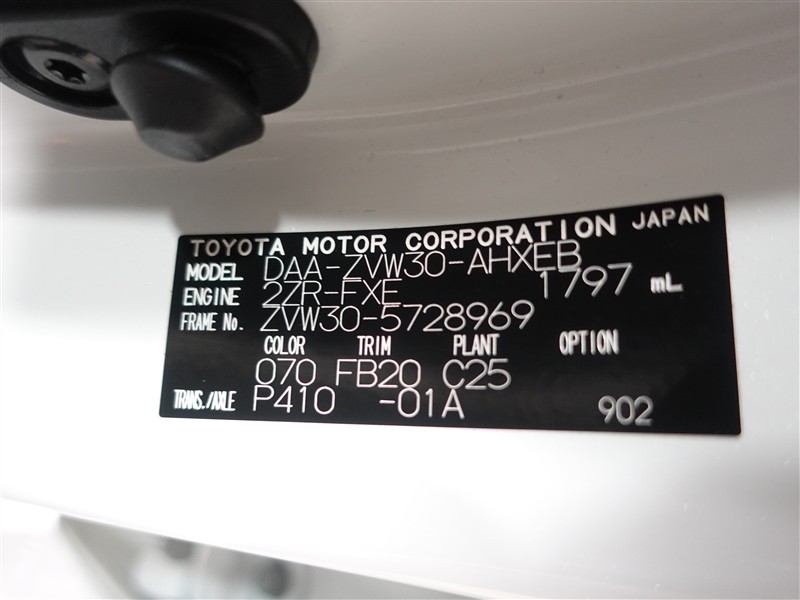 TOYOTA MOTOR CORPORATION JAPAN
MODEL DAA-ZVW30-AHXEB
ENGINE 2ZR-FXE 1797 mL
FRAME No. ZVW30-5728969
COLOR TRIM PLANT OPTION
070 FB20 C25
TRANS./AXLE P410 -01A 902